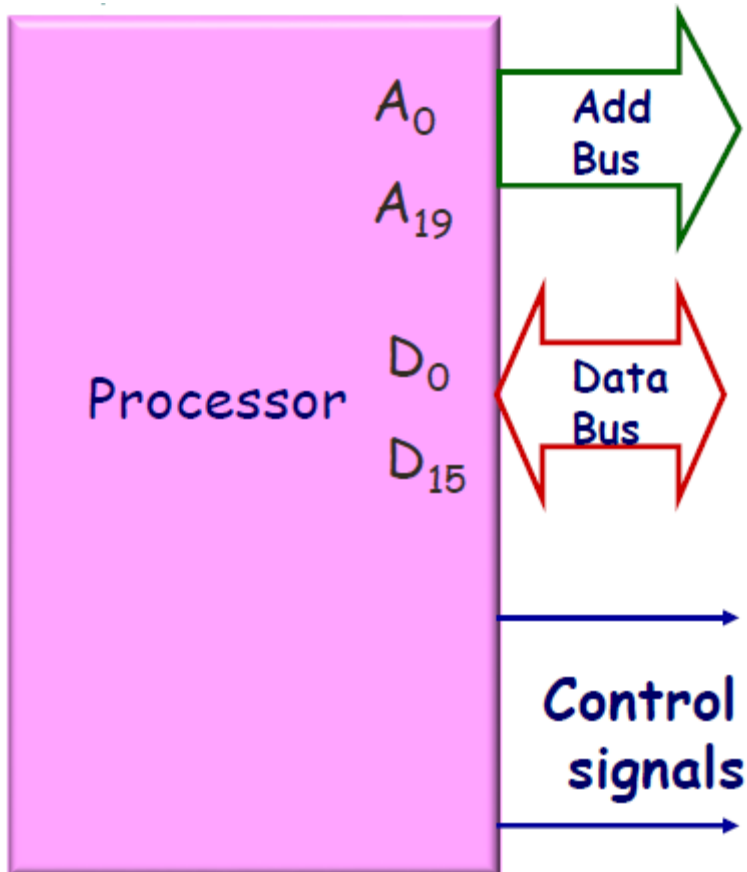 A₀
Add
Bus
A₁₉
Processor
D₀
Data
Bus
D₁₅
Control
signals